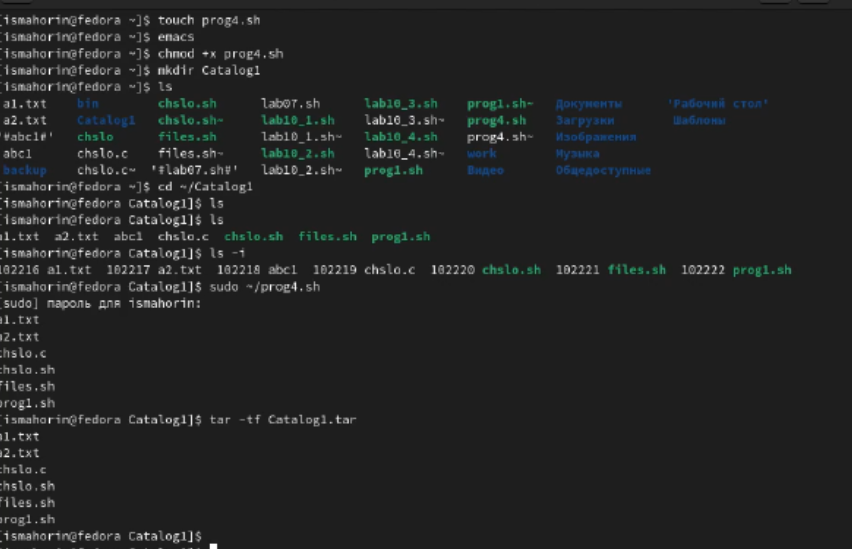 [ismahorin@fedora ~]$ touch prog4.sh
[ismahorin@fedora ~]$ emacs
[ismahorin@fedora ~]$ chmod +x prog4.sh
[ismahorin@fedora ~]$ mkdir Catalog1
[ismahorin@fedora ~]$ ls
a1.txt bin chslo.sh lab07.sh lab10_3.sh prog1.sh~ Документы 'Рабочий стол'
a2.txt Catalog1 chslo.sh~ lab10_1.sh lab10_3.sh~ prog4.sh Загрузки Шаблоны
'#abc1#' chslo files.sh lab10_1.sh~ lab10_4.sh prog4.sh~ Изображения
abc1 chslo.c files.sh~ lab10_2.sh lab10_4.sh~ work Музыка
backup chslo.c~ '#lab07.sh#' lab10_2.sh~ prog1.sh Видео Общедоступные
[ismahorin@fedora ~]$ cd ~/Catalog1
[ismahorin@fedora Catalog1]$ ls
[ismahorin@fedora Catalog1]$ ls
a1.txt a2.txt abc1 chslo.c chslo.sh files.sh prog1.sh
[ismahorin@fedora Catalog1]$ ls -i
102216 a1.txt 102217 a2.txt 102218 abc1 102219 chslo.c 102220 chslo.sh 102221 files.sh 102222 prog1.sh
[ismahorin@fedora Catalog1]$ sudo ~/prog4.sh
[sudo] пароль для ismahorin:
a1.txt
a2.txt
chslo.c
chslo.sh
files.sh
prog1.sh
[ismahorin@fedora Catalog1]$ tar -tf Catalog1.tar
a1.txt
a2.txt
chslo.c
chslo.sh
files.sh
prog1.sh
[ismahorin@fedora Catalog1]$